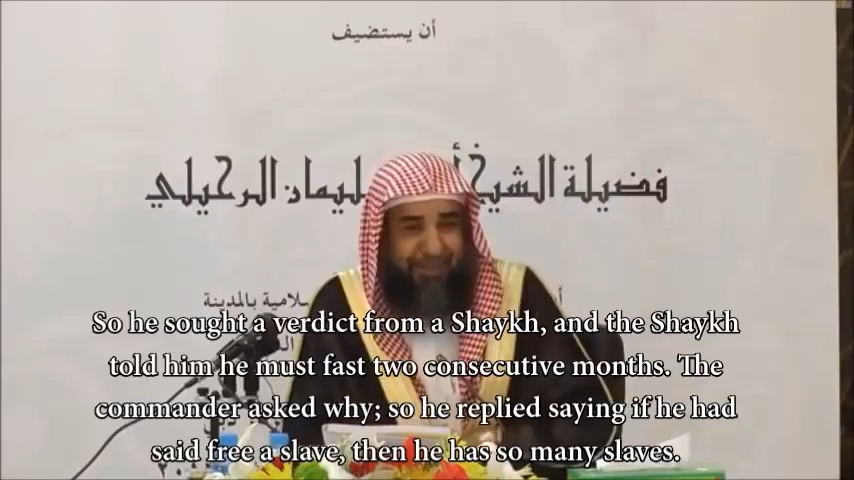 أن يستضيف
فضيلة الشيخ أ ليمان الرحيلي
سلامية بالمدينة
So he sought a verdict from a Shaykh, and the Shaykh
told him he must fast two consecutive months. The
commander asked why; so he replied saying if he had
said free a slave, then he has so many slaves.